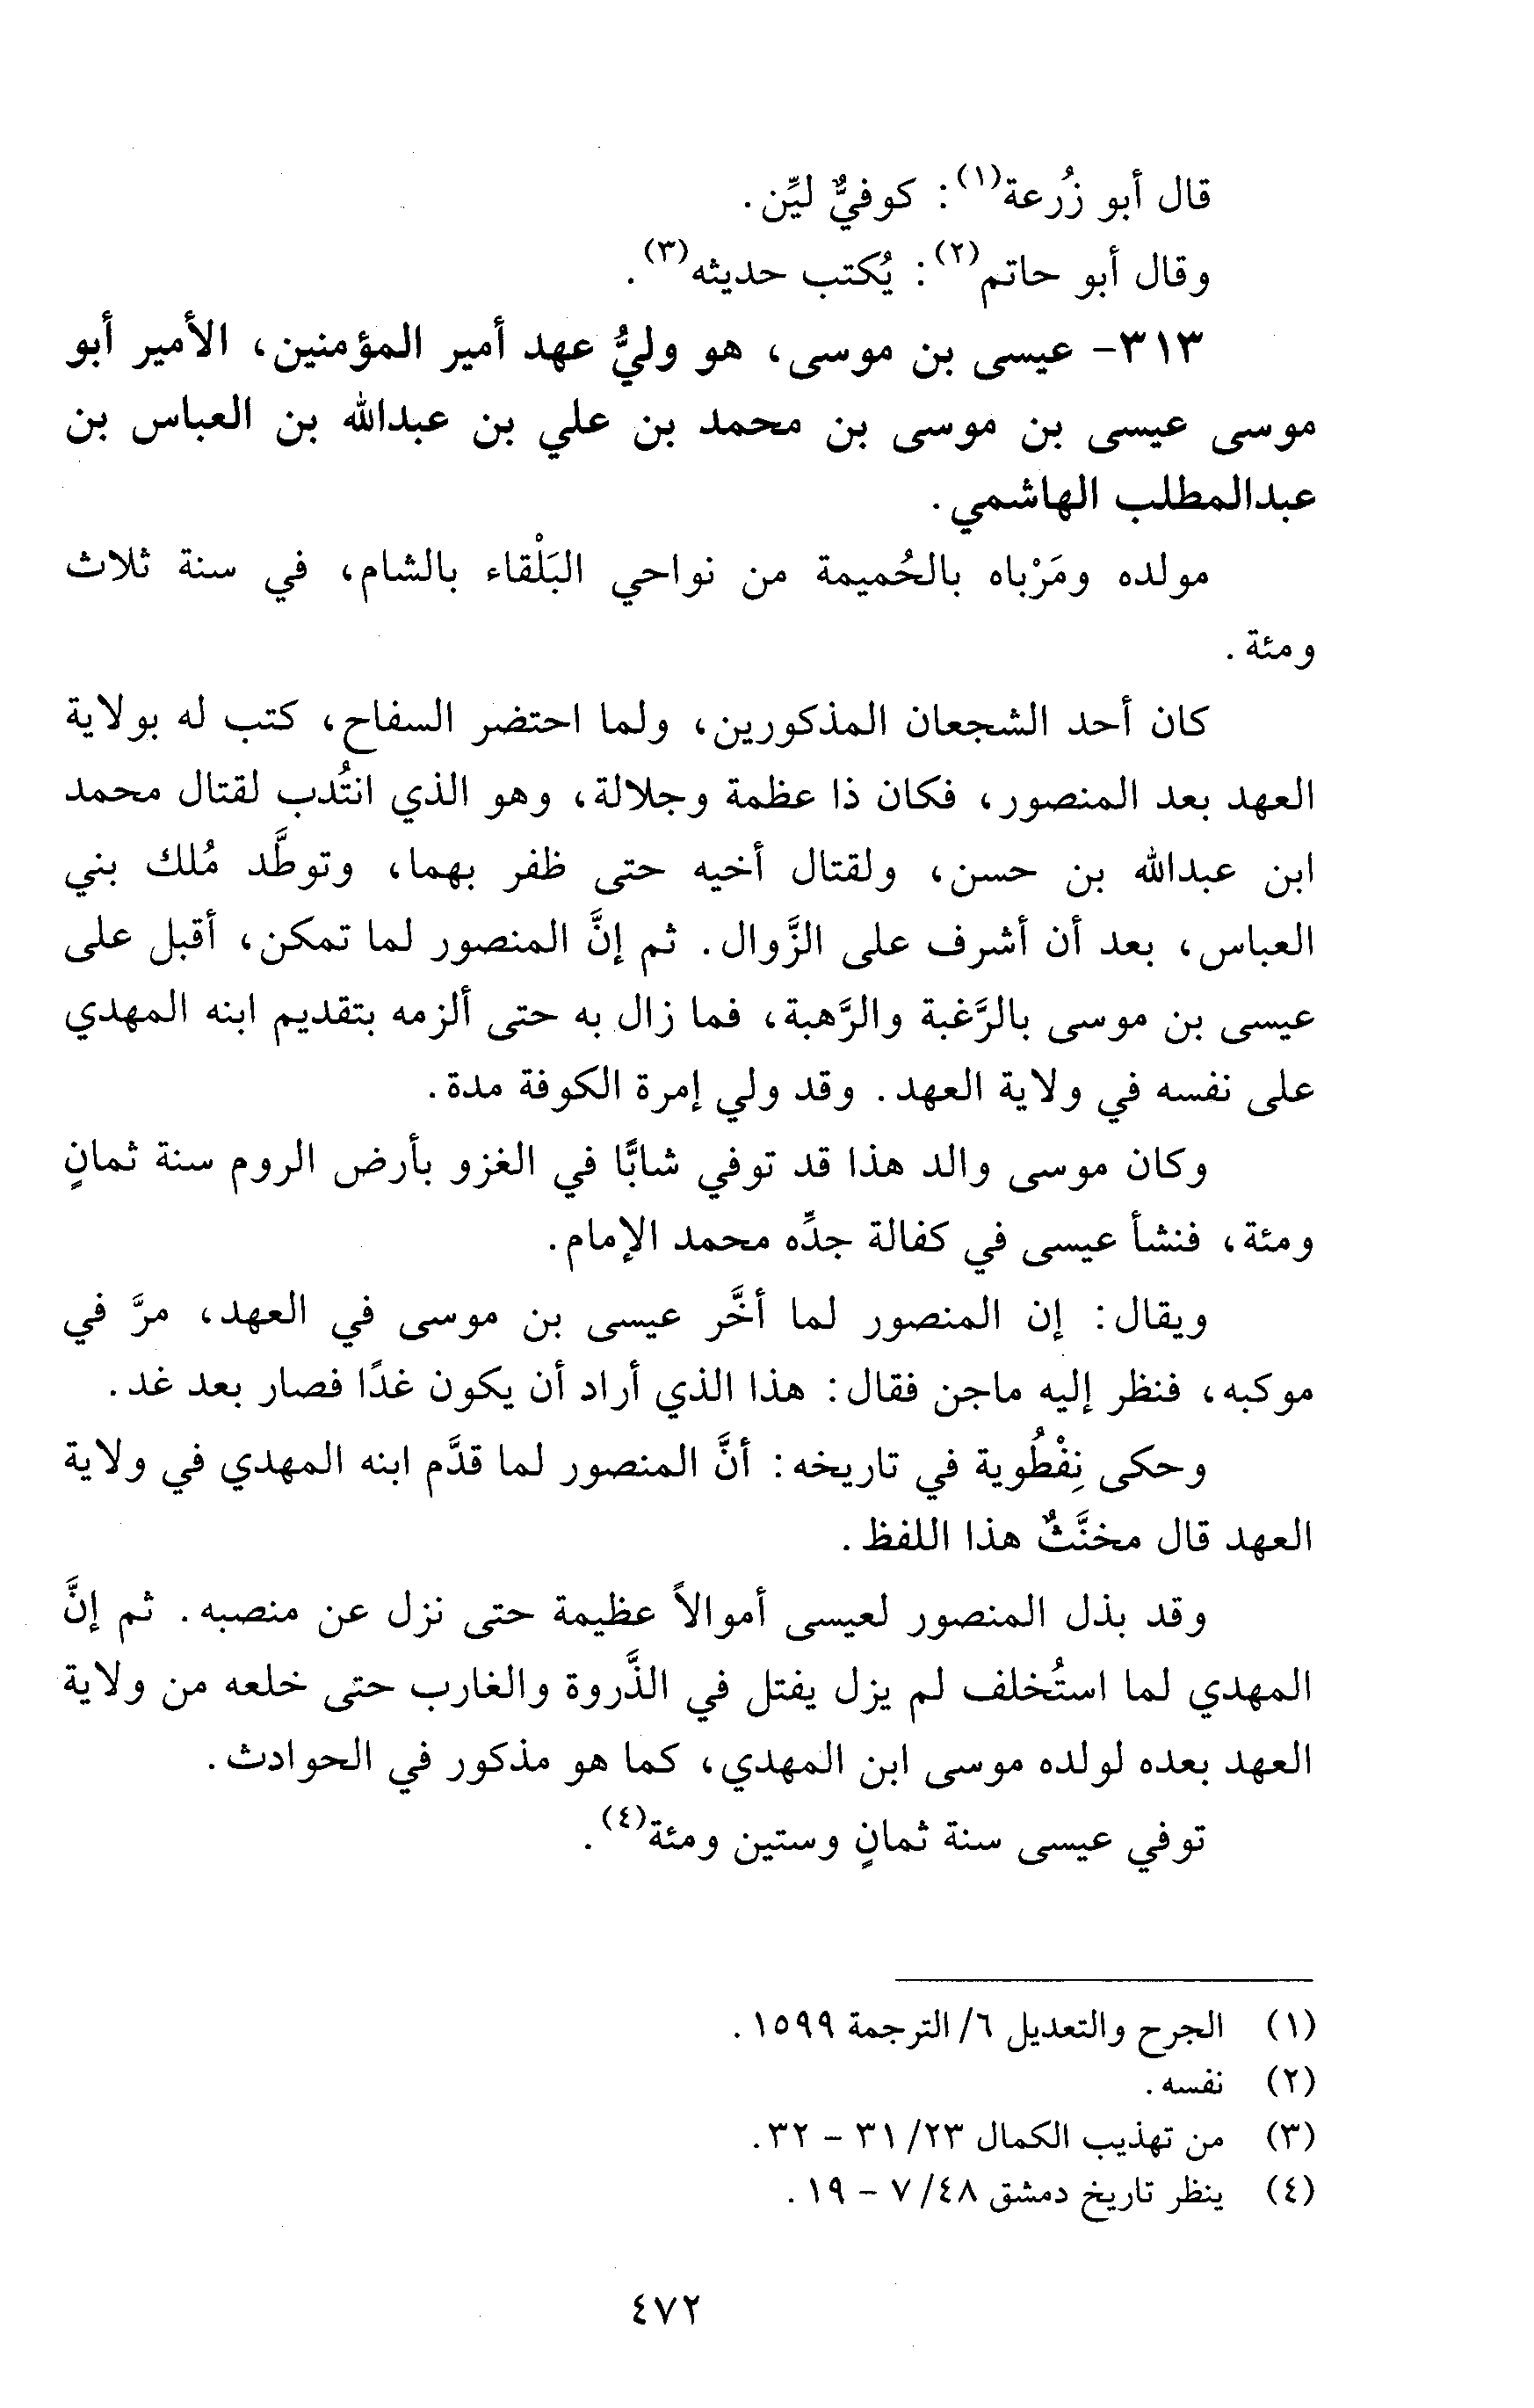 قال أبو زُرعة(١): كوفيٌّ ليِّن.
وقال أبو حاتم(٢): يُكتب حديثه(٣).
٣١٣- عيسى بن موسى، هو وليُّ عهد أمير المؤمنين، الأمير أبو
موسى عيسى بن موسى بن محمد بن علي بن عبدالله بن العباس بن
عبدالمطلب الهاشمي.
مولده ومَرْباه بالحُميمة من نواحي البَلْقاء بالشام، في سنة ثلاث
ومئة.
كان أحد الشجعان المذكورين، ولما احتضر السفاح، كتب له بولاية
العهد بعد المنصور، فكان ذا عظمة وجلالة، وهو الذي انتُدب لقتال محمد
ابن عبدالله بن حسن، ولقتال أخيه حتى ظفر بهما، وتوطَّد مُلك بني
العباس، بعد أن أشرف على الزَّوال. ثم إنَّ المنصور لما تمكن، أقبل على
عيسى بن موسى بالرَّغبة والرَّهبة، فما زال به حتى ألزمه بتقديم ابنه المهدي
على نفسه في ولاية العهد. وقد ولي إمرة الكوفة مدة.
وكان موسى والد هذا قد توفي شابًّا في الغزو بأرض الروم سنة ثمانٍ
ومئة، فنشأ عيسى في كفالة جدِّه محمد الإمام.
ويقال: إن المنصور لما أخَّر عيسى بن موسى في العهد، مرَّ في
موكبه، فنظر إليه ماجن فقال: هذا الذي أراد أن يكون غدًا فصار بعد غد.
وحكى نِفْطُوية في تاريخه: أنَّ المنصور لما قدَّم ابنه المهدي في ولاية
العهد قال مخنَّثٌ هذا اللفظ.
وقد بذل المنصور لعيسى أموالاً عظيمة حتى نزل عن منصبه. ثم إنَّ
المهدي لما استُخلف لم يزل يفتل في الذَّروة والغارب حتى خلعه من ولاية
العهد بعده لولده موسى ابن المهدي، كما هو مذكور في الحوادث.
توفي عيسى سنة ثمانٍ وستين ومئة(٤).
(١) الجرح والتعديل ٦/ الترجمة ١٥٩٩.
(٢) نفسه.
(٣) من تهذيب الكمال ٢٣/ ٣١ - ٣٢.
(٤) ينظر تاريخ دمشق ٤٨/ ٧ - ١٩.
٤٧٢